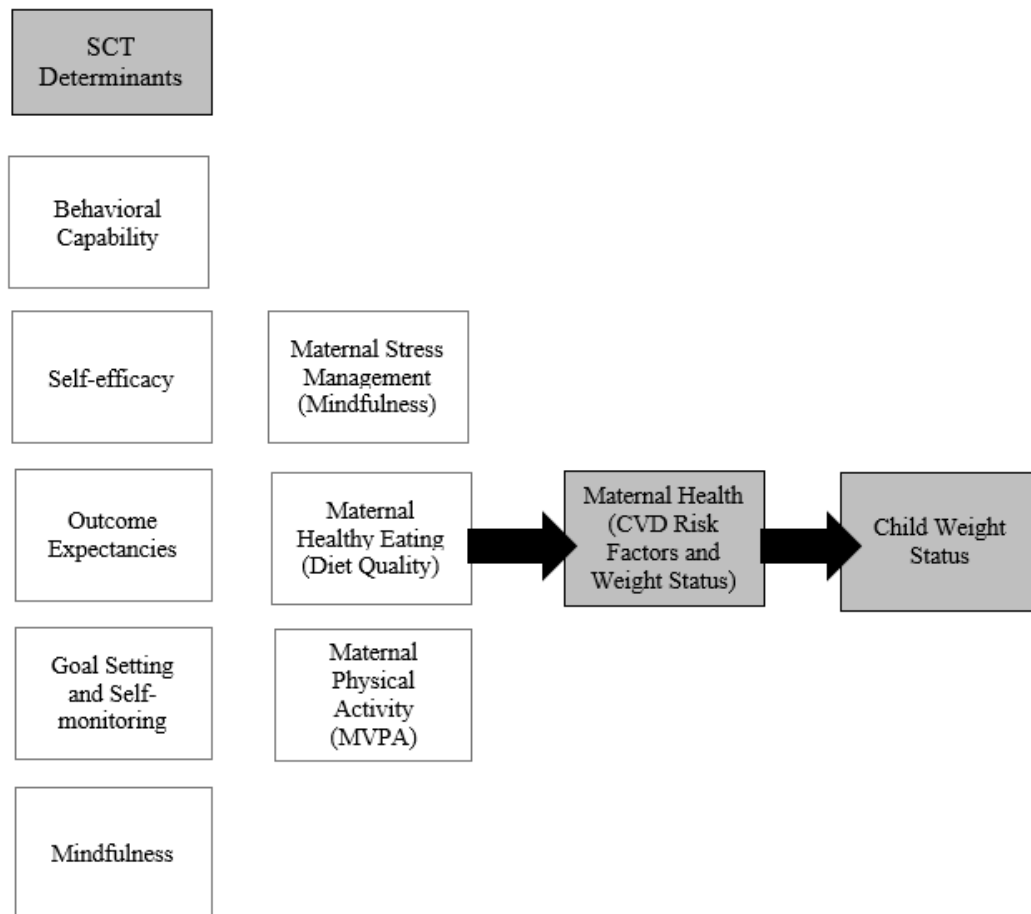 SCT
Determinants
Behavioral
Capability
Self-efficacy
Outcome
Expectancies
Goal Setting
and Self-
monitoring
Mindfulness
Maternal Stress
Management
(Mindfulness)
Maternal
Healthy Eating
(Diet Quality)
Maternal
Physical
Activity
(MVPA)
Maternal Health
(CVD Risk
Factors and
Weight Status)
Child Weight
Status